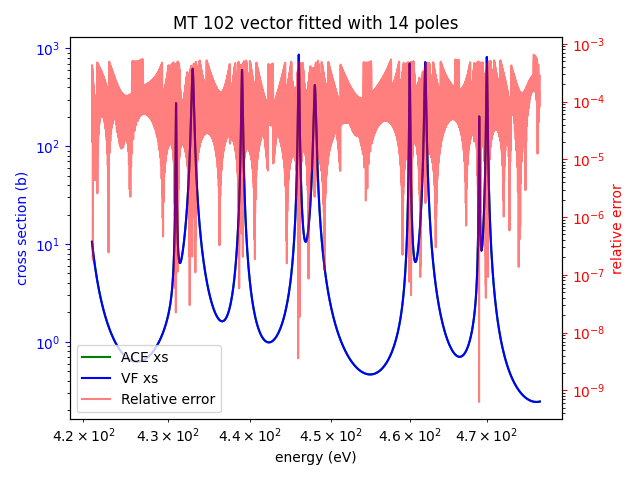 MT 102 vector fitted with 14 poles
10³
10²
10¹
10⁰
cross section (b)
10⁻³
10⁻⁴
10⁻⁵
10⁻⁶
10⁻⁷
10⁻⁸
10⁻⁹
relative error
ACE xs
VF xs
Relative error
4.2 × 10² 4.3 × 10² 4.4 × 10² 4.5 × 10² 4.6 × 10² 4.7 × 10²
energy (eV)